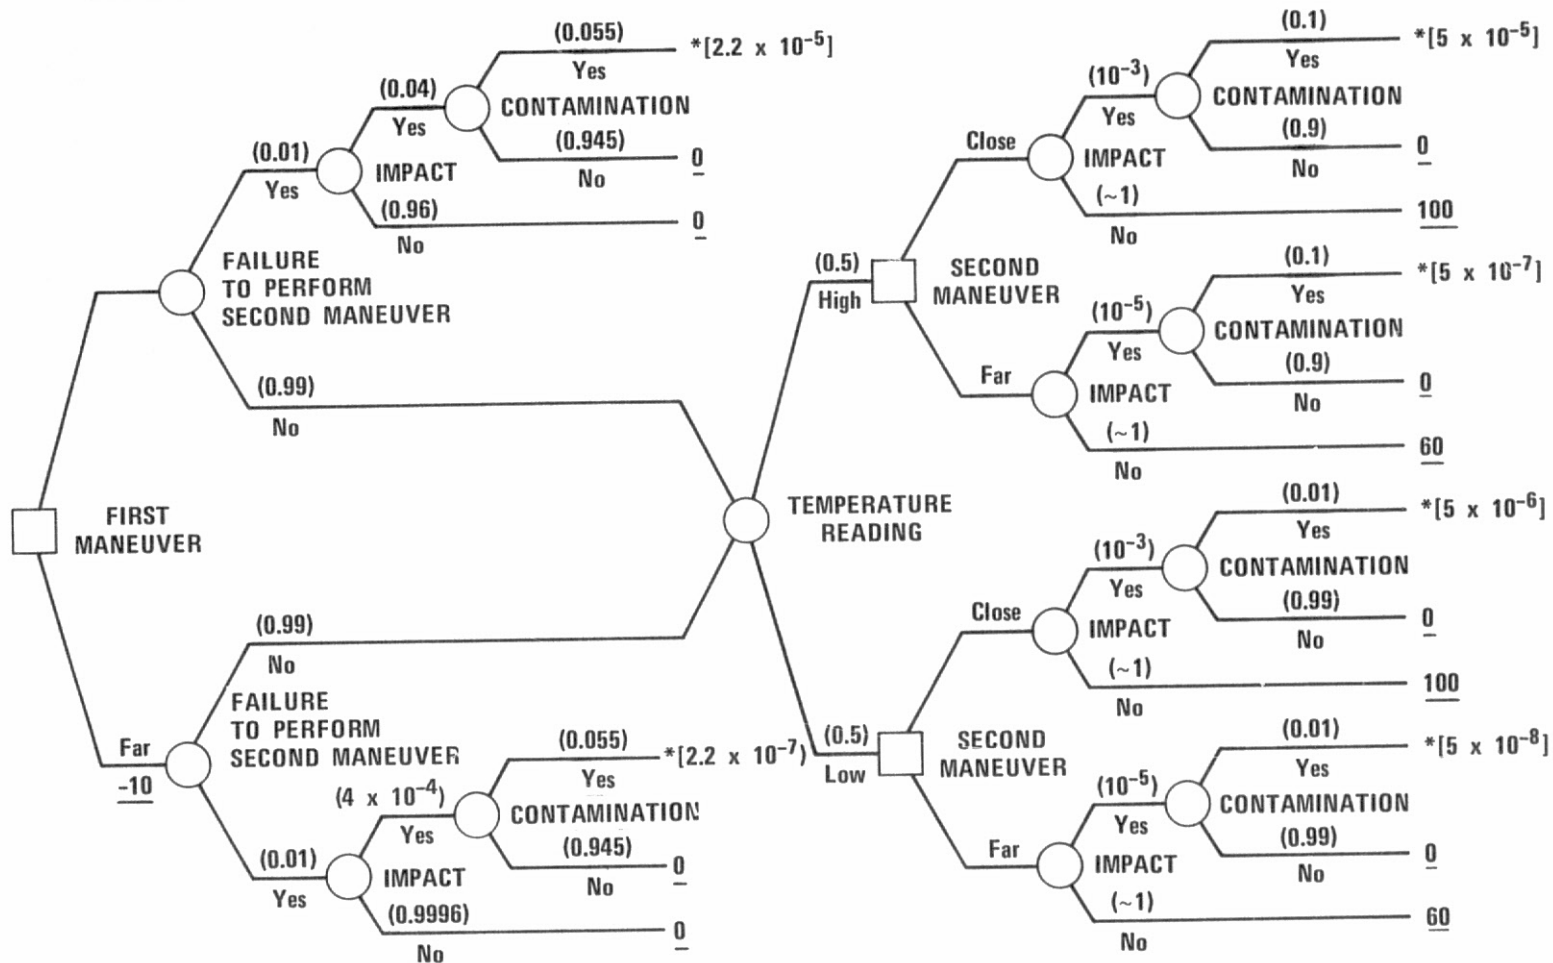 FIRST
MANEUVER
FAILURE
TO PERFORM
SECOND MANEUVER
(0.01)
Yes
IMPACT
(0.04)
Yes
CONTAMINATION
(0.055)
Yes
*[2.2 x 10⁻⁵]
(0.945)
No
0
(0.96)
No
0
(0.99)
No
Far
-10
(0.99)
No
FAILURE
TO PERFORM
SECOND MANEUVER
(0.01)
Yes
IMPACT
(4 x 10⁻⁴)
Yes
CONTAMINATION
(0.055)
Yes
*[2.2 x 10⁻⁷)
(0.945)
No
0
(0.9996)
No
0
TEMPERATURE
READING
(0.5)
High
SECOND
MANEUVER
Close
IMPACT
(10⁻³)
Yes
CONTAMINATION
(0.1)
Yes
*[5 x 10⁻⁵]
(0.9)
No
0
(~1)
No
100
Far
IMPACT
(10⁻⁵)
Yes
CONTAMINATION
(0.1)
Yes
*[5 x 10⁻⁷]
(0.9)
No
0
(~1)
No
60
(0.5)
Low
SECOND
MANEUVER
Close
IMPACT
(10⁻³)
Yes
CONTAMINATION
(0.01)
Yes
*[5 x 10⁻⁶]
(0.99)
No
0
(~1)
No
100
Far
IMPACT
(10⁻⁵)
Yes
CONTAMINATION
(0.01)
Yes
*[5 x 10⁻⁸]
(0.99)
No
0
(~1)
No
60